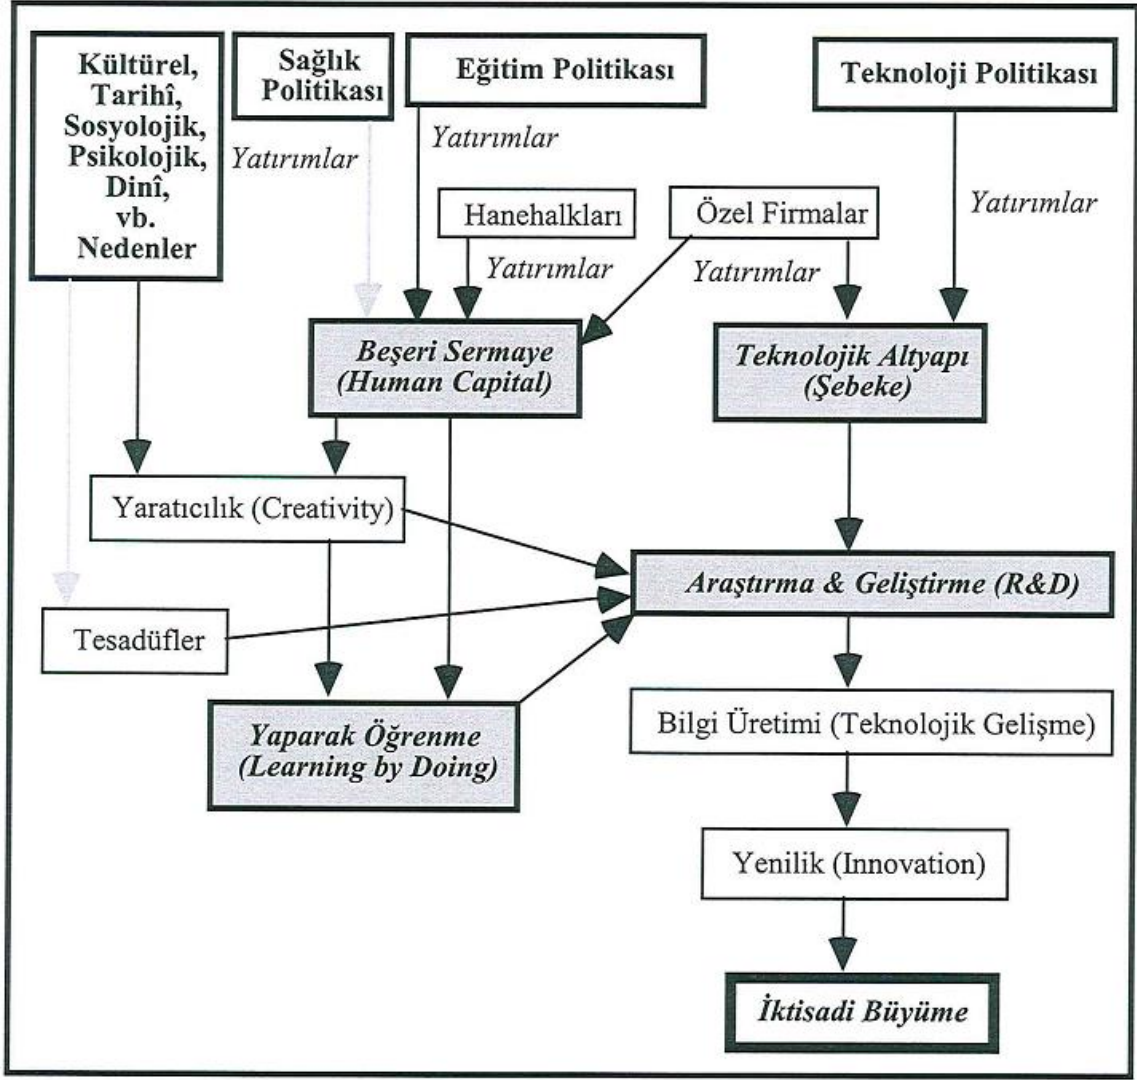 Kültürel,
Tarihî,
Sosyolojik,
Psikolojik,
Dinî,
vb.
Nedenler
Sağlık
Politikası
Eğitim Politikası
Teknoloji Politikası
Yatırımlar
Yatırımlar
Yatırımlar
Hanehalkları
Özel Firmalar
Yatırımlar
Yatırımlar
Beşeri Sermaye
(Human Capital)
Teknolojik Altyapı
(Şebeke)
Yaratıcılık (Creativity)
Araştırma & Geliştirme (R&D)
Tesadüfler
Yaparak Öğrenme
(Learning by Doing)
Bilgi Üretimi (Teknolojik Gelişme)
Yenilik (Innovation)
İktisadi Büyüme